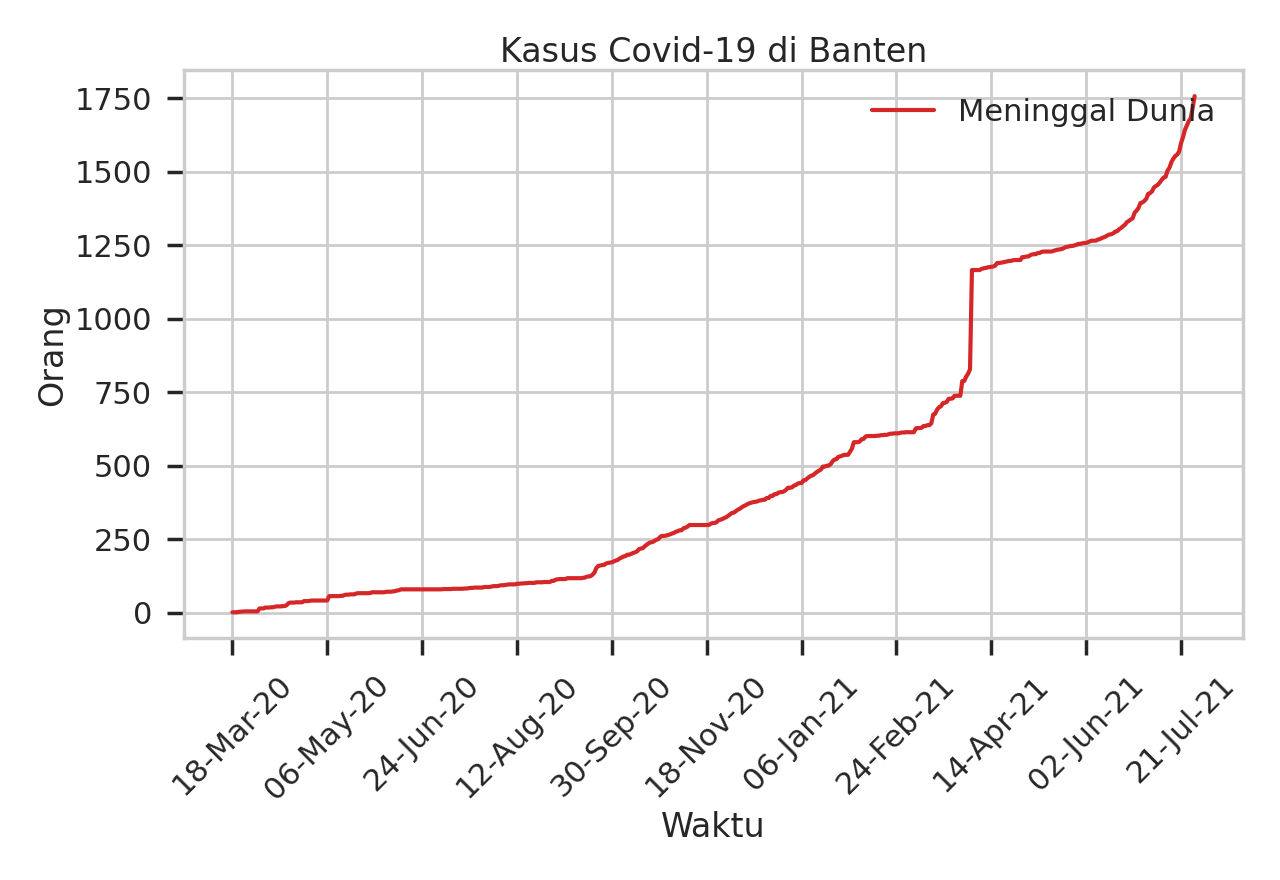 Kasus Covid-19 di Banten
Meninggal Dunia
Orang
1750
1500
1250
1000
750
500
250
0
18-Mar-20
06-May-20
24-Jun-20
12-Aug-20
30-Sep-20
18-Nov-20
06-Jan-21
24-Feb-21
14-Apr-21
02-Jun-21
21-Jul-21
Waktu